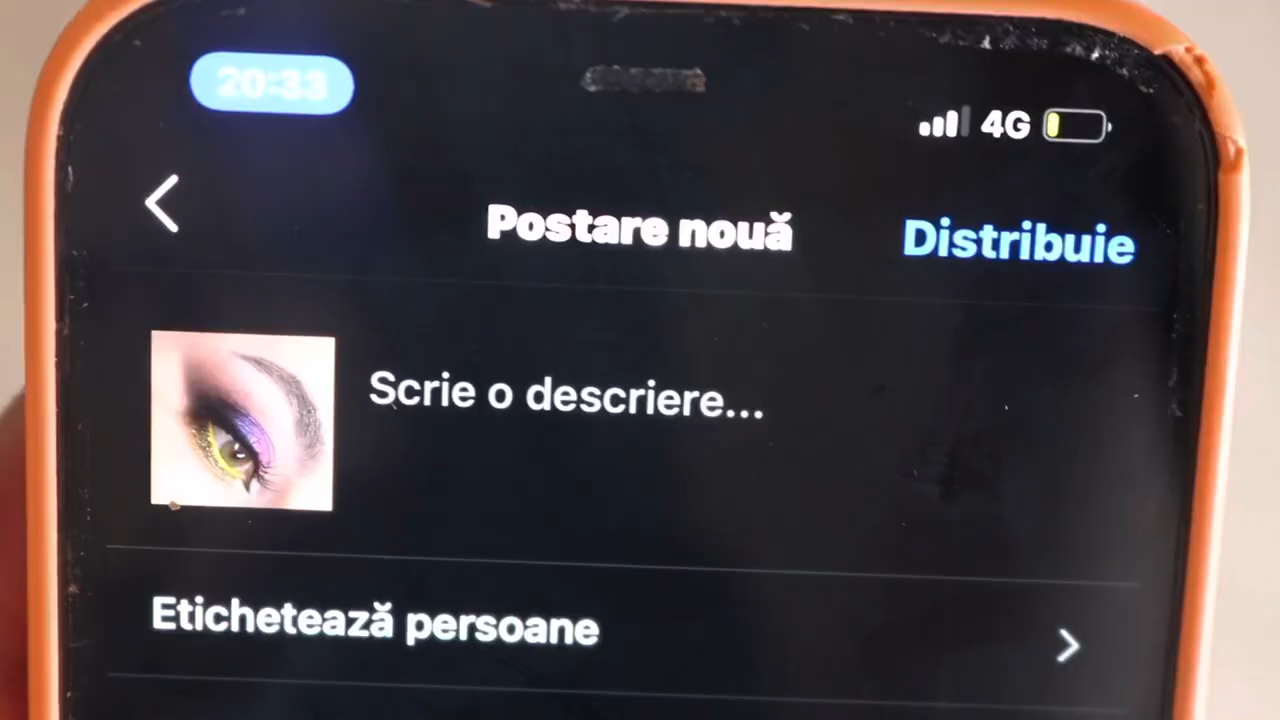 20:33
4G
Postare nouă
Distribuie
Scrie o descriere...
Etichetează persoane